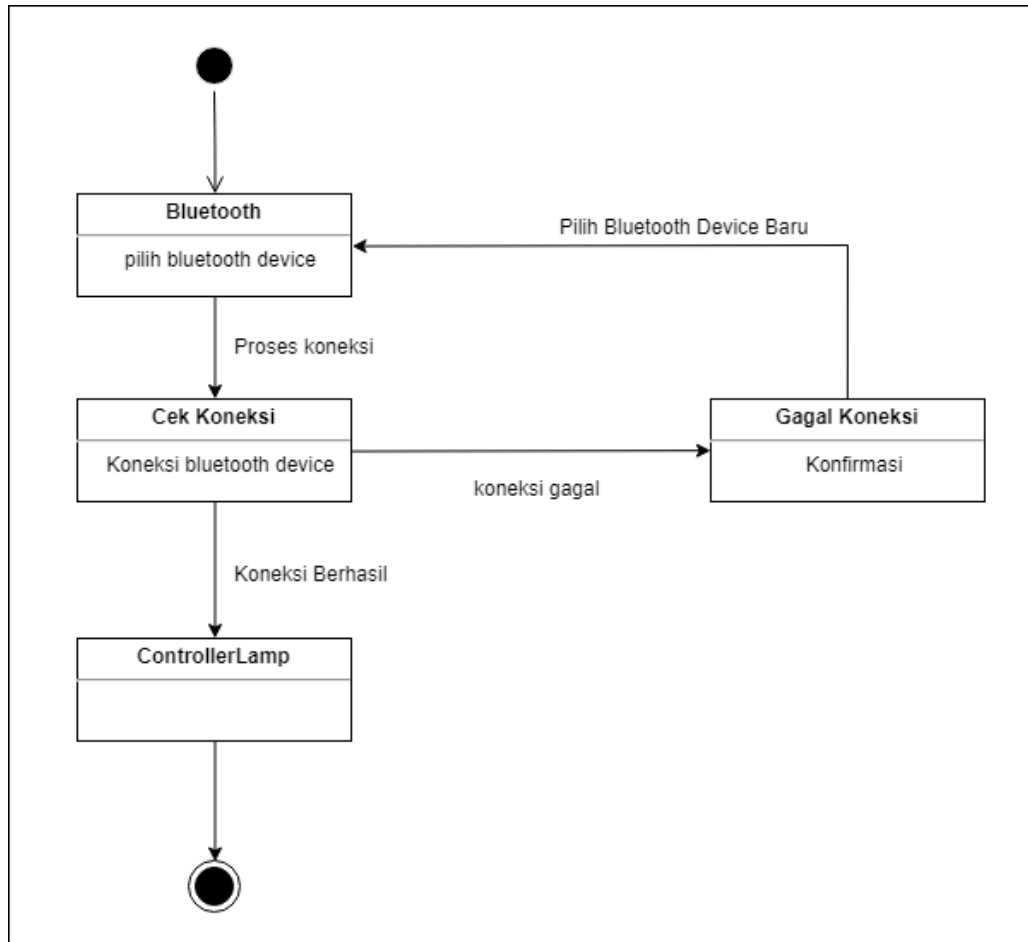 Bluetooth
pilih bluetooth device
Pilih Bluetooth Device Baru
Proses koneksi
Cek Koneksi
Koneksi bluetooth device
koneksi gagal
Gagal Koneksi
Konfirmasi
Koneksi Berhasil
ControllerLamp